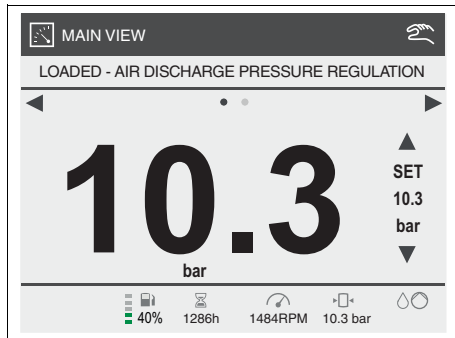 MAIN VIEW
LOADED - AIR DISCHARGE PRESSURE REGULATION
10.3
bar
SET
10.3
bar
40% 1286h 1484RPM 10.3 bar